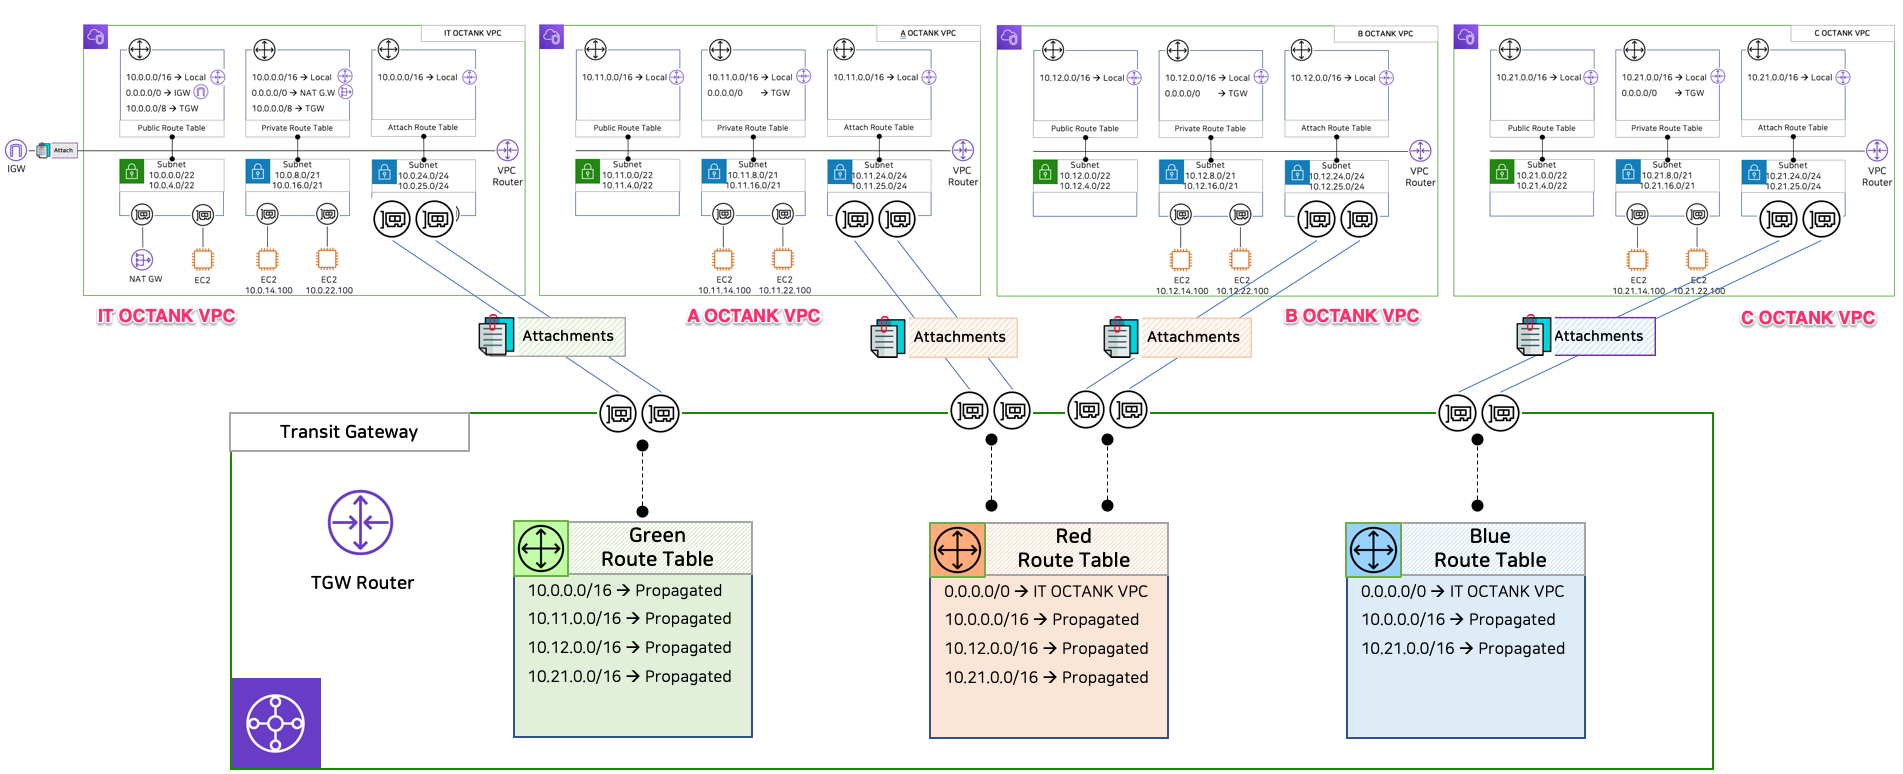 IT OCTANK VPC
10.0.0.0/16 → Local
0.0.0.0/0 → IGW
10.0.0.0/8 → TGW
Public Route Table
10.0.0.0/16 → Local
0.0.0.0/0 → NAT G.W
10.0.0.0/8 → TGW
Private Route Table
10.0.0.0/16 → Local
Attach Route Table
IGW
Attach
VPC
Router
Subnet
10.0.0.0/22
10.0.4.0/22
Subnet
10.0.8.0/21
10.0.16.0/21
Subnet
10.0.24.0/24
10.0.25.0/24
NAT GW
EC2
EC2
10.0.14.100
EC2
10.0.22.100
IT OCTANK VPC
A OCTANK VPC
10.11.0.0/16 → Local
Public Route Table
10.11.0.0/16 → Local
0.0.0.0/0 → TGW
Private Route Table
10.11.0.0/16 → Local
Attach Route Table
VPC
Router
Subnet
10.11.0.0/22
10.11.4.0/22
Subnet
10.11.8.0/21
10.11.16.0/21
Subnet
10.11.24.0/24
10.11.25.0/24
EC2
10.11.14.100
EC2
10.11.22.100
A OCTANK VPC
B OCTANK VPC
10.12.0.0/16 → Local
Public Route Table
10.12.0.0/16 → Local
0.0.0.0/0 → TGW
Private Route Table
10.12.0.0/16 → Local
Attach Route Table
VPC
Router
Subnet
10.12.0.0/22
10.12.4.0/22
Subnet
10.12.8.0/21
10.12.16.0/21
Subnet
10.12.24.0/24
10.12.25.0/24
EC2
10.12.14.100
EC2
10.12.22.100
B OCTANK VPC
C OCTANK VPC
10.21.0.0/16 → Local
Public Route Table
10.21.0.0/16 → Local
0.0.0.0/0 → TGW
Private Route Table
10.21.0.0/16 → Local
Attach Route Table
VPC
Router
Subnet
10.21.0.0/22
10.21.4.0/22
Subnet
10.21.8.0/21
10.21.16.0/21
Subnet
10.21.24.0/24
10.21.25.0/24
EC2
10.21.14.100
EC2
10.21.22.100
C OCTANK VPC
Attachments
Attachments
Attachments
Attachments
Transit Gateway
TGW Router
Green
Route Table
10.0.0.0/16 → Propagated
10.11.0.0/16 → Propagated
10.12.0.0/16 → Propagated
10.21.0.0/16 → Propagated
Red
Route Table
0.0.0.0/0 → IT OCTANK VPC
10.0.0.0/16 → Propagated
10.12.0.0/16 → Propagated
10.21.0.0/16 → Propagated
Blue
Route Table
0.0.0.0/0 → IT OCTANK VPC
10.0.0.0/16 → Propagated
10.21.0.0/16 → Propagated